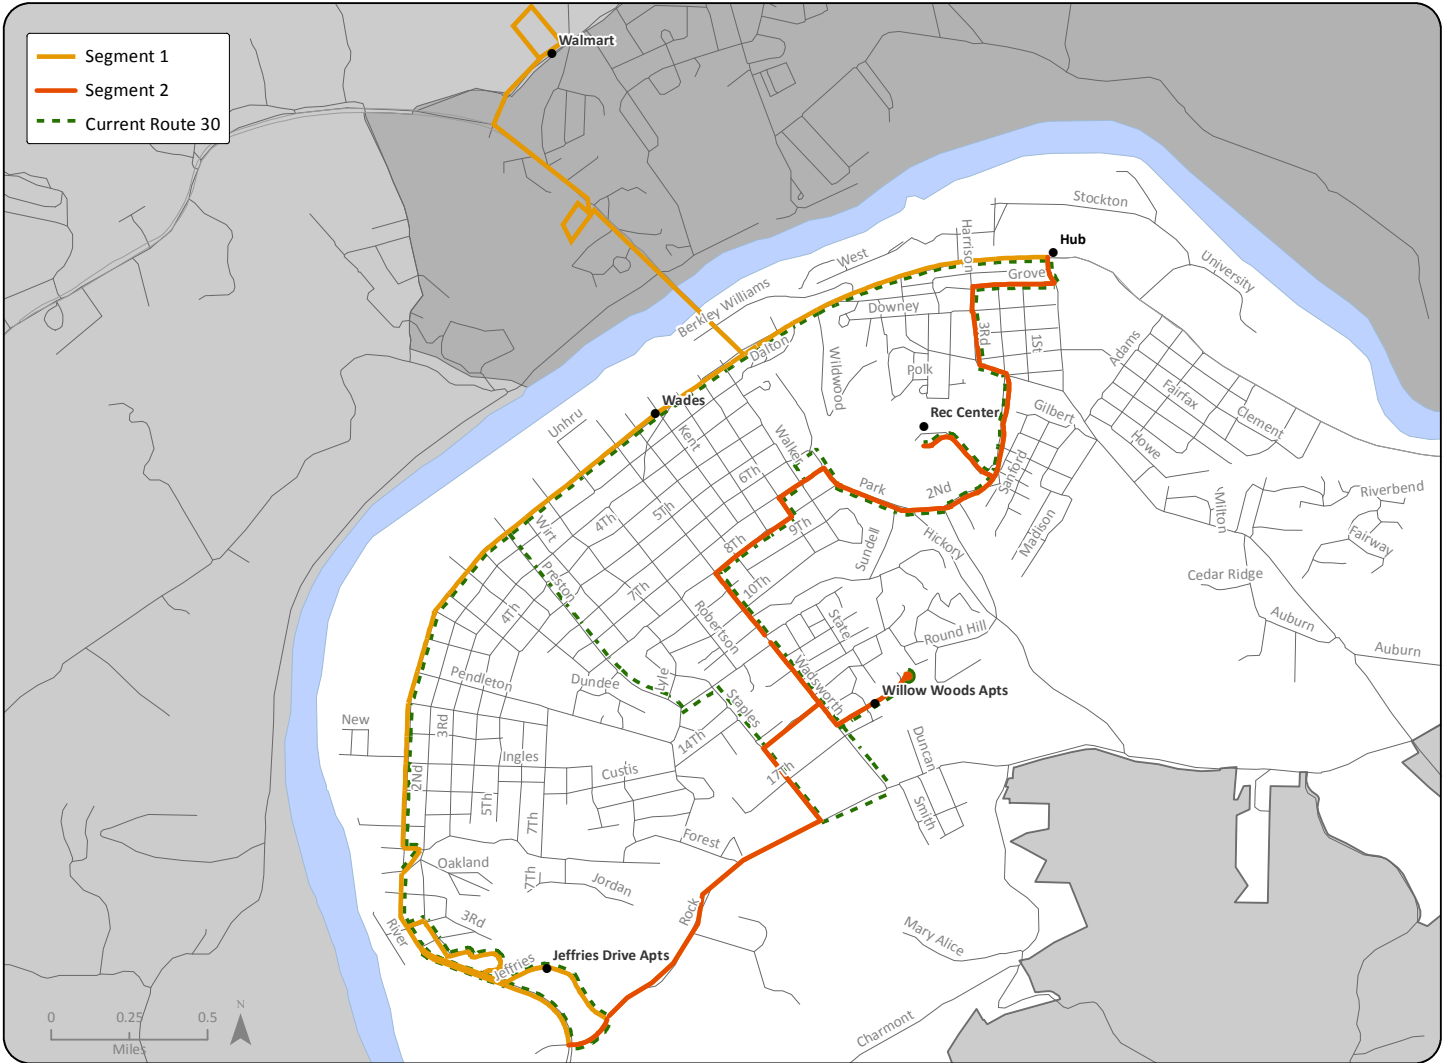 Walmart
Segment 1
Segment 2
Current Route 30
Stockton
Harrison
Hub
West
University
Grove
Berkley Williams
Downey
3Rd
1St
Dalton
Adams
Wildwood
Polk
Fairfax
Wades
Rec Center
Gilbert
Clement
Unhru
Kent
Walker
Howe
6Th
Sanford
Park
2Nd
Riverbend
Milton
5Th
4Th
Wirt
9Th
Madison
8Th
Sundell
Hickory
Fairway
Preston
Cedar Ridge
10Th
7Th
4Th
Robertson
State
Round Hill
Auburn
Auburn
Wadsworth
Pendleton
Dundee
Lyle
Willow Woods Apts
Staples
New
3Rd
14Th
Duncan
Ingles
17Th
Custis
2Nd
5Th
7Th
Smith
Forest
Oakland
7Th
Jordan
Rock
3Rd
River
Mary Alice
Jeffries
Jeffries Drive Apts
Charmont
N
0 0.25 0.5
Miles